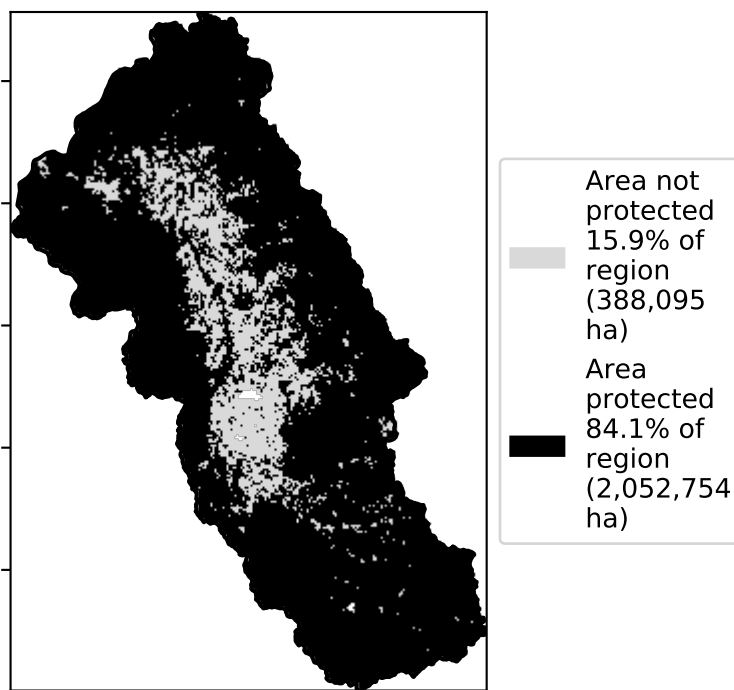 Area not
protected
15.9% of
region
(388,095
ha)
Area
protected
84.1% of
region
(2,052,754
ha)